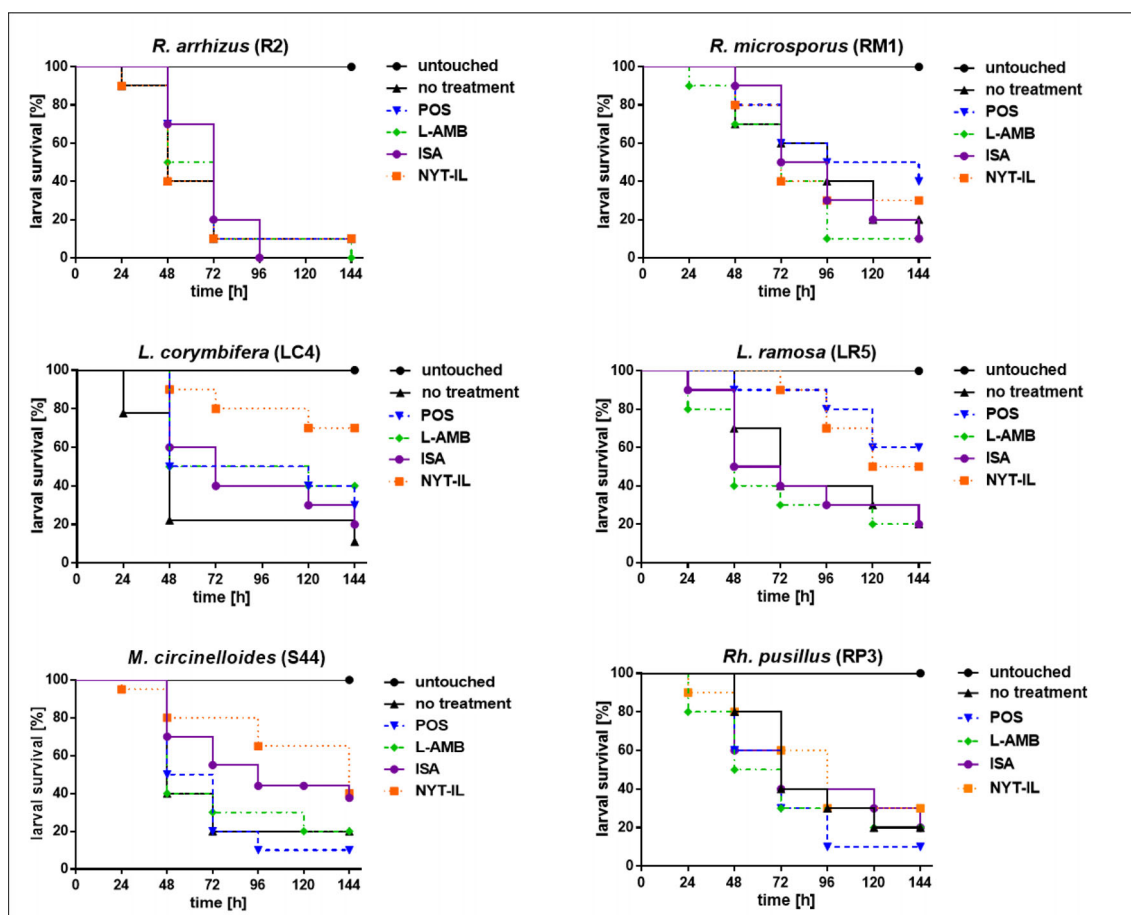 R. arrhizus (R2)
larval survival [%]
100
80
60
40
20
0
0 24 48 72 96 120 144
time [h]
untouched
no treatment
POS
L-AMB
ISA
NYT-IL
R. microsporus (RM1)
larval survival [%]
100
80
60
40
20
0
0 24 48 72 96 120 144
time [h]
untouched
no treatment
POS
L-AMB
ISA
NYT-IL
L. corymbifera (LC4)
larval survival [%]
100
80
60
40
20
0
0 24 48 72 96 120 144
time [h]
untouched
no treatment
POS
L-AMB
ISA
NYT-IL
L. ramosa (LR5)
larval survival [%]
100
80
60
40
20
0
0 24 48 72 96 120 144
time [h]
untouched
no treatment
POS
L-AMB
ISA
NYT-IL
M. circinelloides (S44)
larval survival [%]
100
80
60
40
20
0
0 24 48 72 96 120 144
time [h]
untouched
no treatment
POS
L-AMB
ISA
NYT-IL
Rh. pusillus (RP3)
larval survival [%]
100
80
60
40
20
0
0 24 48 72 96 120 144
time [h]
untouched
no treatment
POS
L-AMB
ISA
NYT-IL